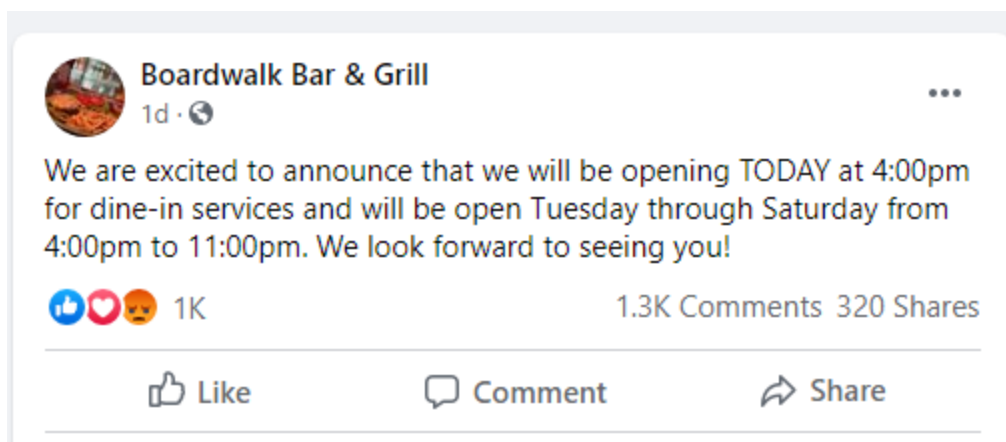 Boardwalk Bar & Grill
1d ·
We are excited to announce that we will be opening TODAY at 4:00pm
for dine-in services and will be open Tuesday through Saturday from
4:00pm to 11:00pm. We look forward to seeing you!
1K 1.3K Comments 320 Shares
Like Comment Share